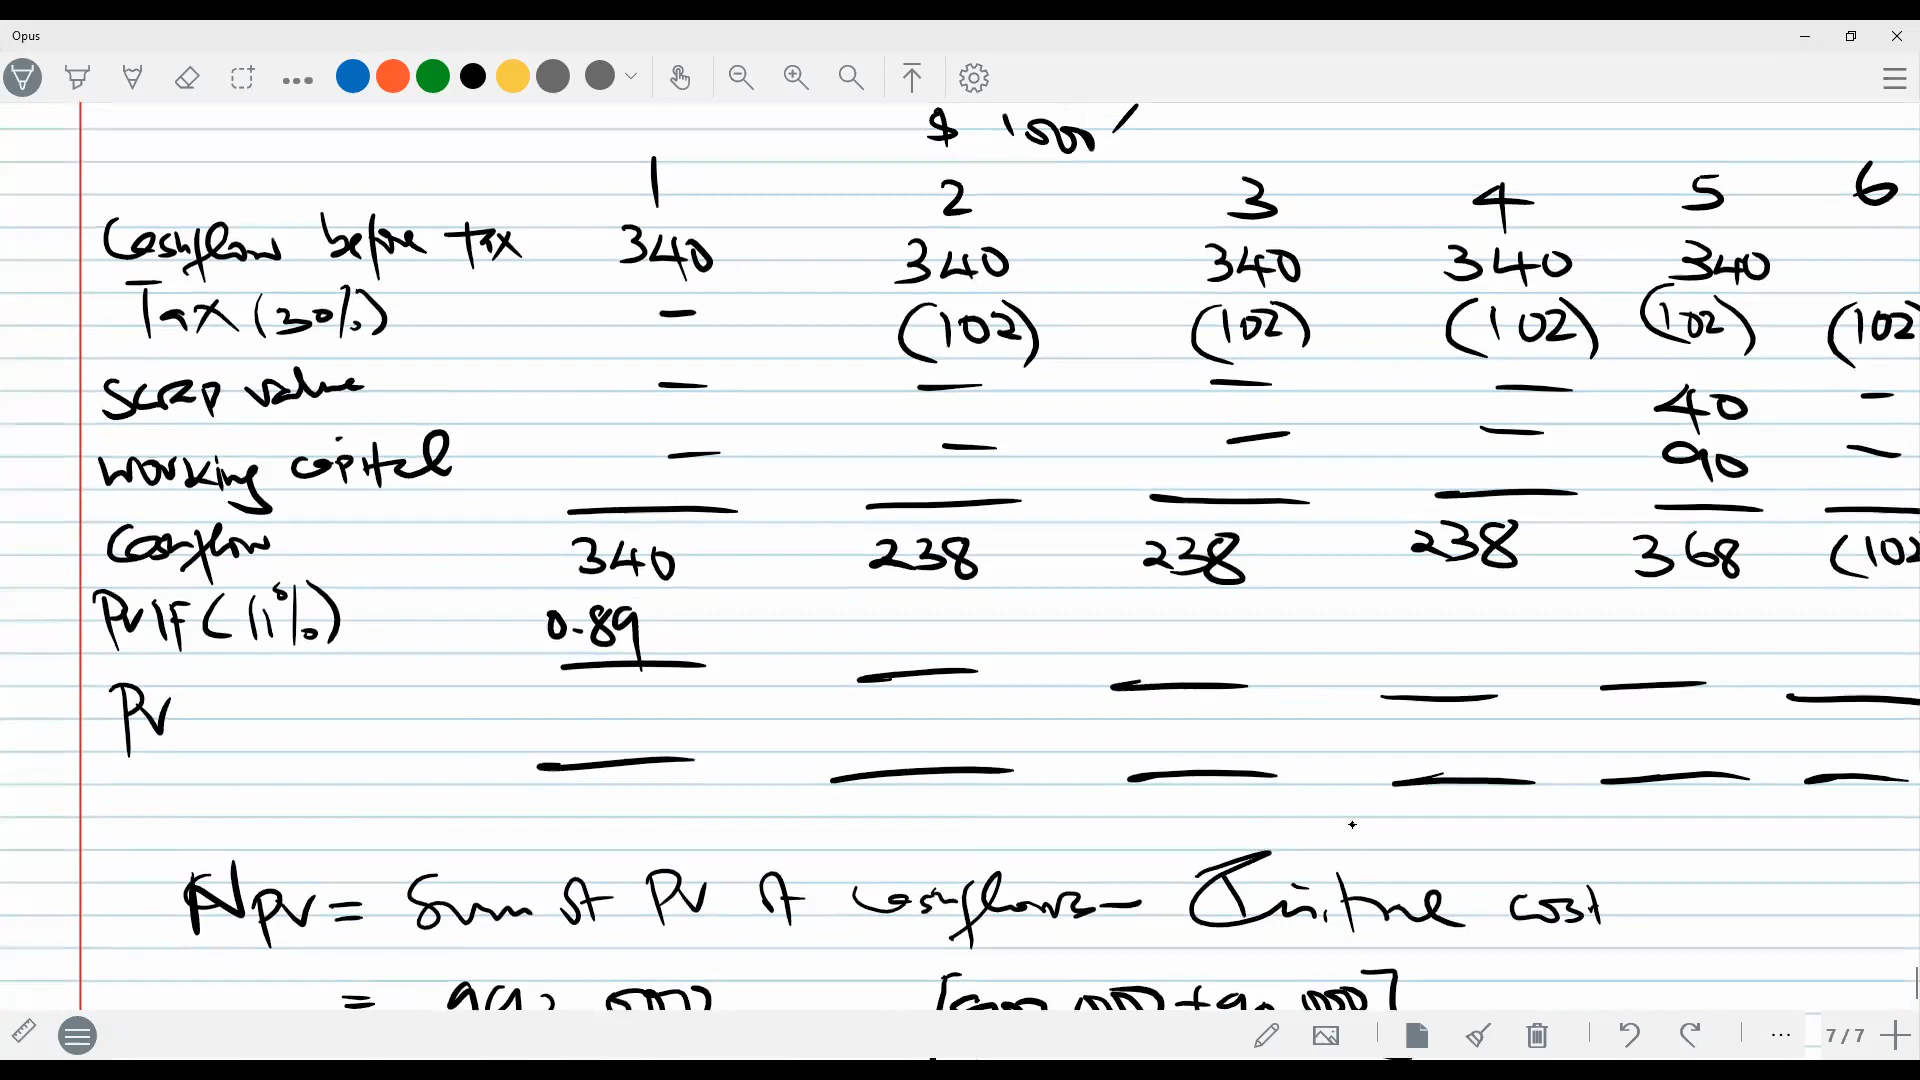 Opus
$ '000'
1 2 3 4 5 6
Cashflow before tax 340 340 340 340 340
Tax (30%) - (102) (102) (102) (102) (102
Scrap value - - - - 40 -
Working capital - - - - 90 -
Cashflow 340 238 238 238 368 (102
PVIF (11%) 0.89
PV
NPV = Sum of PV of cashflows - Initial cost
=
7 / 7